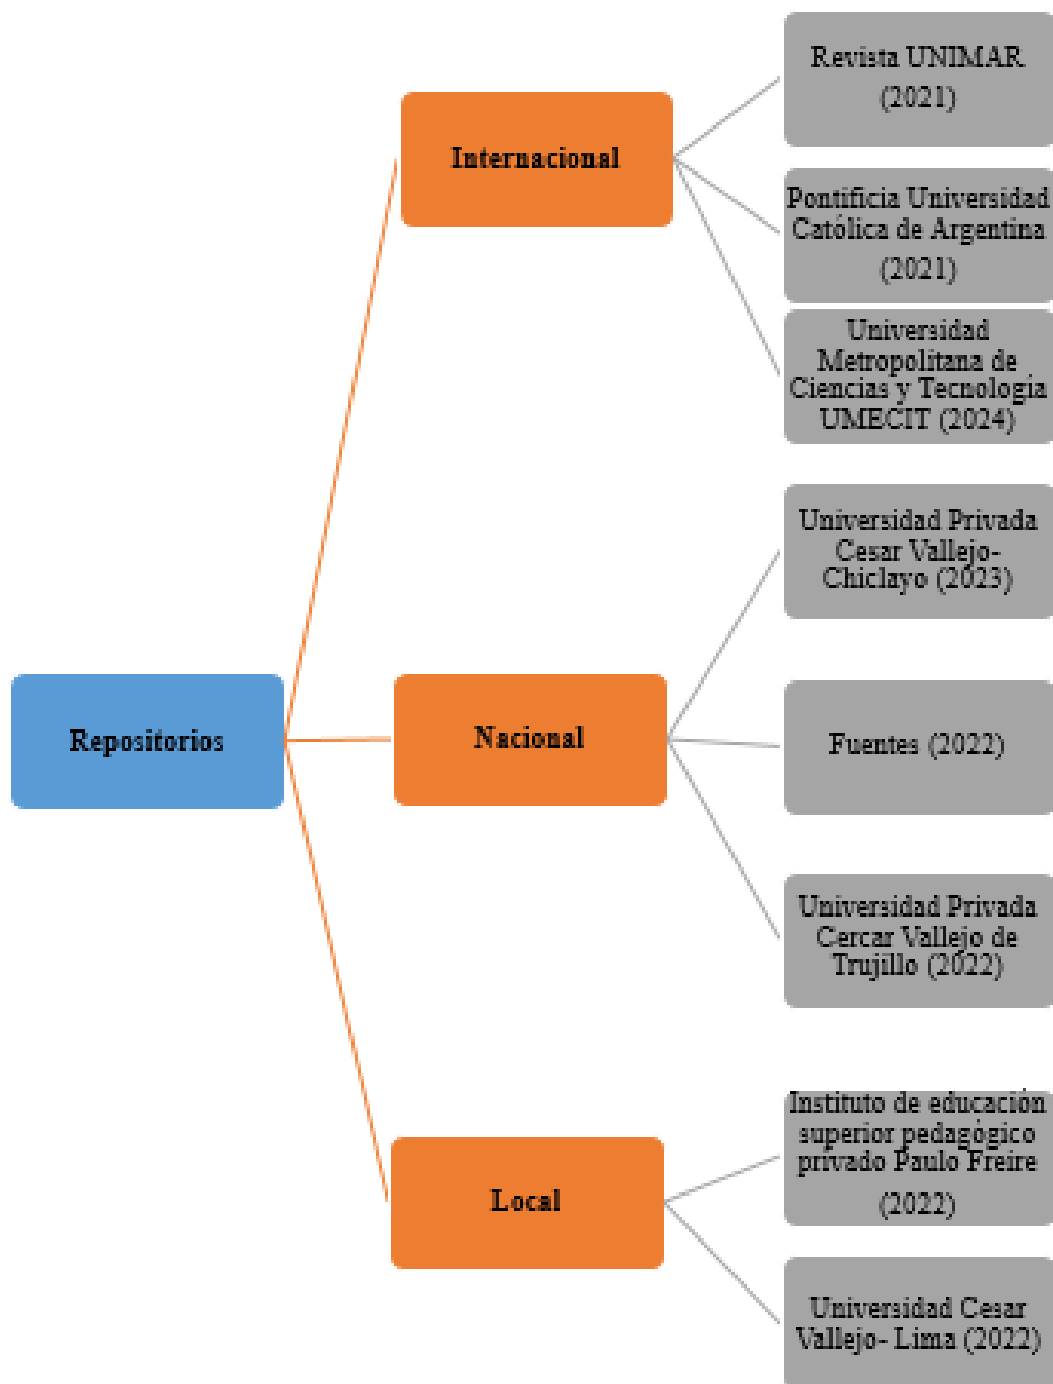 Repositorios
Internacional
Revista UNIMAR
(2021)
Pontificia Universidad
Católica de Argentina
(2021)
Universidad
Metropolitana de
Ciencias y Tecnología
UMECIT (2024)
Nacional
Universidad Privada
Cesar Vallejo-
Chiclayo (2023)
Fuentes (2022)
Universidad Privada
Cercar Vallejo de
Trujillo (2022)
Local
Instituto de educación
superior pedagógico
privado Paulo Freire
(2022)
Universidad Cesar
Vallejo- Lima (2022)